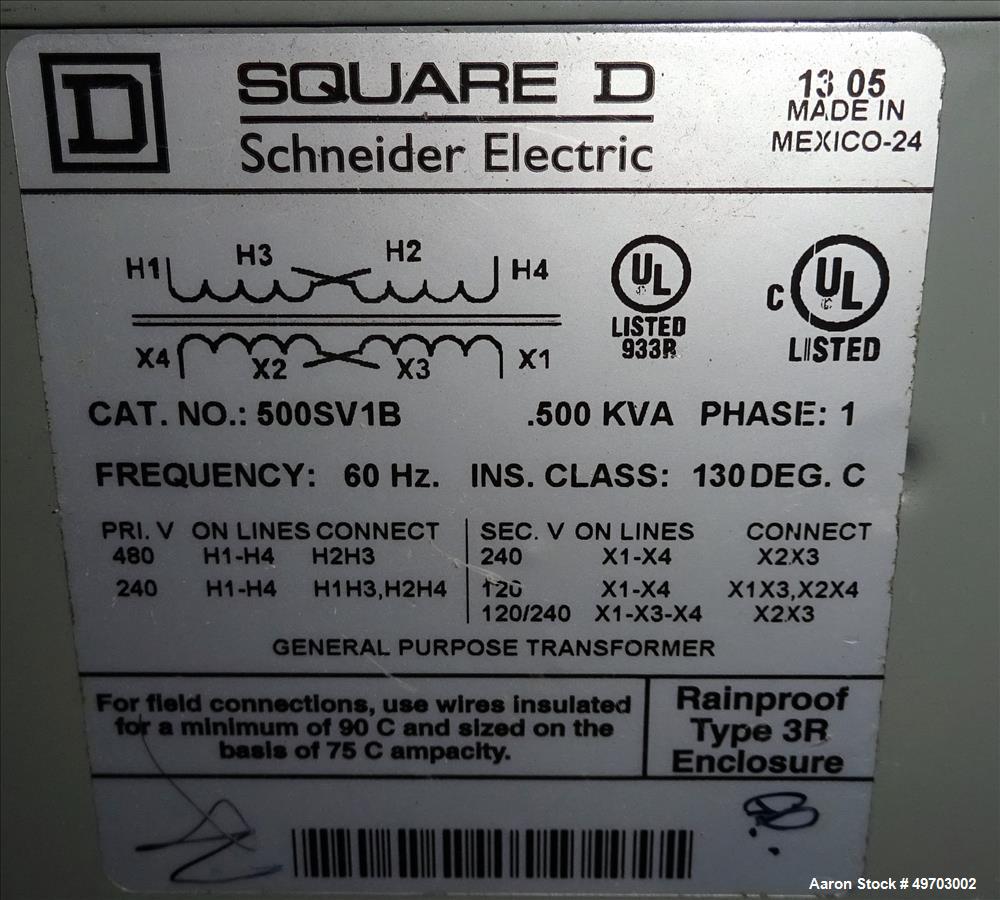 D SQUARE D
Schneider Electric
13 05
MADE IN
MEXICO-24
H1 H3 H2 H4
X4 X2 X3 X1
UL
LISTED
933R
C UL
LISTED
CAT. NO.: 500SV1B .500 KVA PHASE: 1
FREQUENCY: 60 Hz. INS. CLASS: 130 DEG. C
PRI. V ON LINES CONNECT SEC. V ON LINES CONNECT
480 H1-H4 H2H3 240 X1-X4 X2X3
240 H1-H4 H1H3,H2H4 120 X1-X4 X1X3,X2X4
120/240 X1-X3-X4 X2X3
GENERAL PURPOSE TRANSFORMER
For field connections, use wires insulated
for a minimum of 90 C and sized on the
basis of 75 C ampacity.
Rainproof
Type 3R
Enclosure
Aaron Stock # 49703002